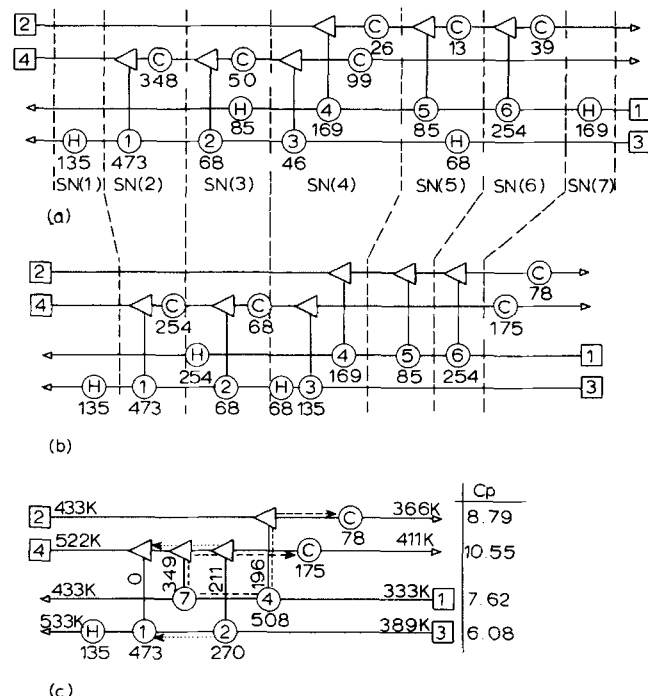 2 C C C
26 13 39
4 C C C
348 50 99
H 4 5 6 H 1
85 169 85 254 169
H 1 2 3 H 3
135 473 68 46 68
SN(1) SN(2) SN(3) SN(4) SN(5) SN(6) SN(7)
(a)
2 C
78
4 C C C
254 68 175
H 4 5 6 1
254 169 85 254
H 1 2 H 3 3
135 473 68 68 135
(b)
Cp
2 433K C 366K 8.79
78
4 522K C 411K 10.55
175
0 349 211 196
433K 7 4 333K 1 7.62
508
533K H 1 2 389K 3 6.08
135 473 270
(c)